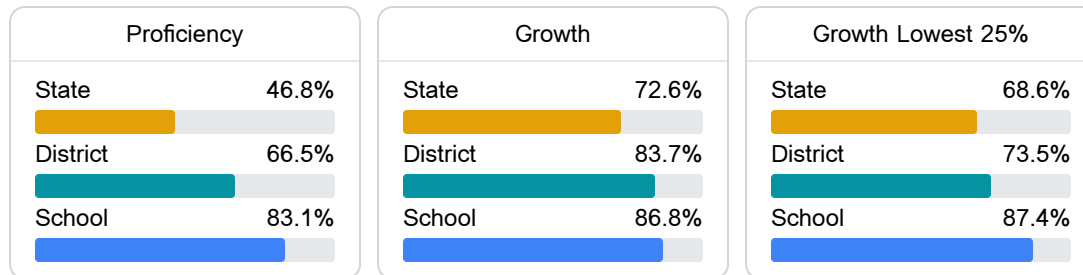 Proficiency
State 46.8%
District 66.5%
School 83.1%
Growth
State 72.6%
District 83.7%
School 86.8%
Growth Lowest 25%
State 68.6%
District 73.5%
School 87.4%